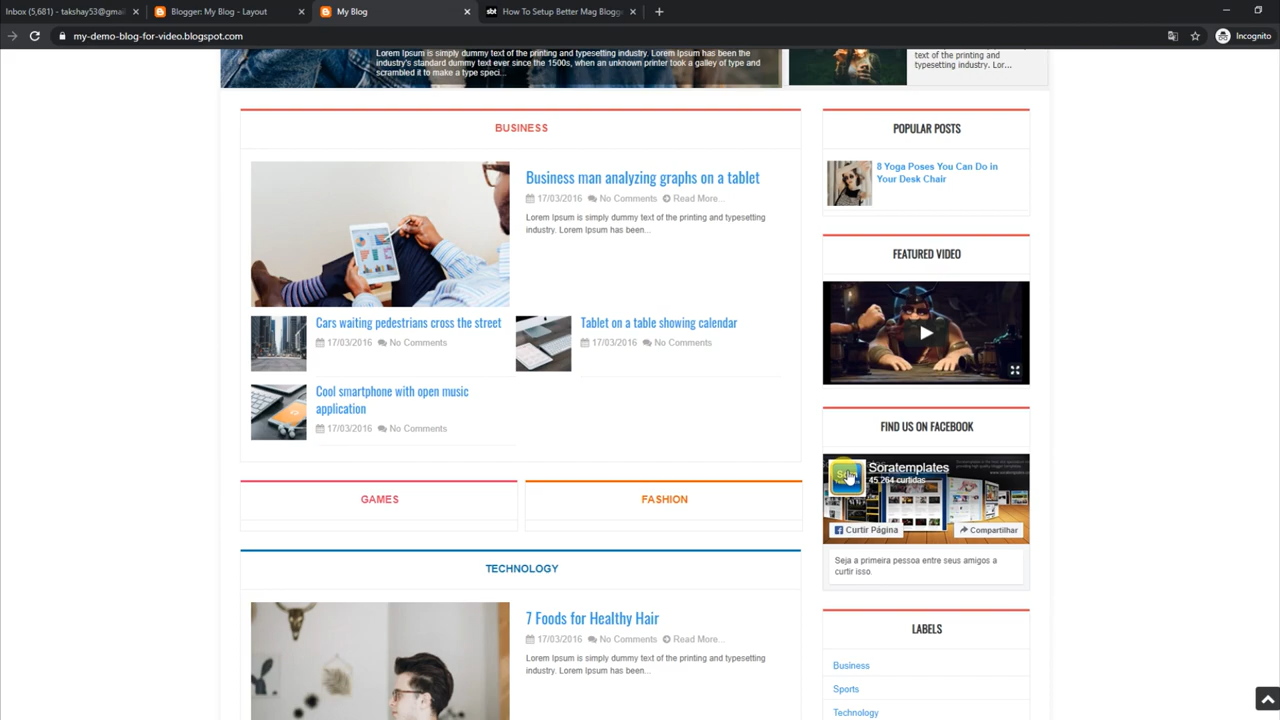 Inbox (5,681) - takshay53@gmail
Blogger: My Blog - Layout
My Blog
sbt
How To Setup Better Mag Blogge
my-demo-blog-for-video.blogspot.com
Incognito
Lorem Ipsum is simply dummy text of the printing and typesetting industry. Lorem Ipsum has been the
industry's standard dummy text ever since the 1500s, when an unknown printer took a galley of type and
scrambled it to make a type speci...
text of the printing and
typesetting industry. Lor...
BUSINESS
Business man analyzing graphs on a tablet
17/03/2016 No Comments Read More...
Lorem Ipsum is simply dummy text of the printing and typesetting
industry. Lorem Ipsum has been...
Cars waiting pedestrians cross the street
17/03/2016 No Comments
Tablet on a table showing calendar
17/03/2016 No Comments
Cool smartphone with open music
application
17/03/2016 No Comments
GAMES
FASHION
TECHNOLOGY
7 Foods for Healthy Hair
17/03/2016 No Comments Read More...
Lorem Ipsum is simply dummy text of the printing and typesetting
industry. Lorem Ipsum has been...
POPULAR POSTS
8 Yoga Poses You Can Do in
Your Desk Chair
FEATURED VIDEO
FIND US ON FACEBOOK
Soratemplates
45.264 curtidas
Curtir Página
Compartilhar
Seja a primeira pessoa entre seus amigos a
curtir isso.
LABELS
Business
Sports
Technology